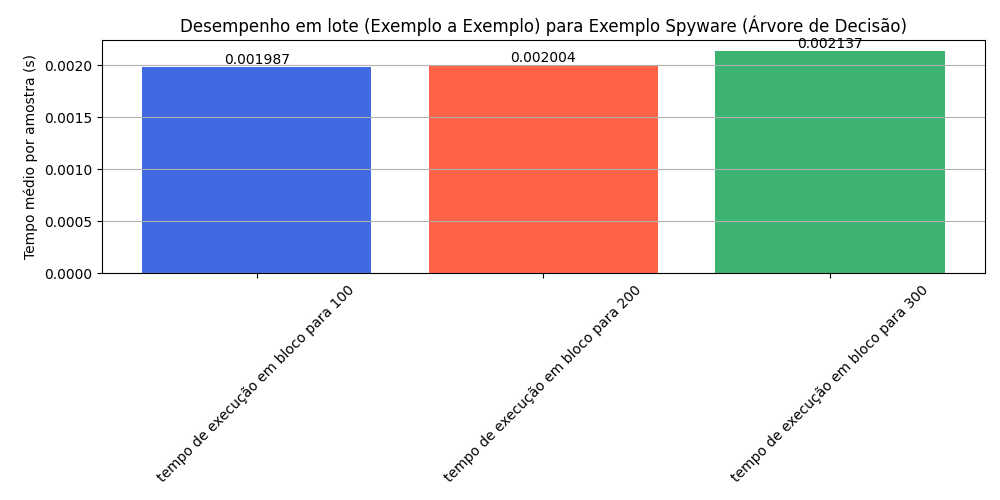 Desempenho em lote (Exemplo a Exemplo) para Exemplo Spyware (Árvore de Decisão)
Tempo médio por amostra (s)
0.0020
0.0015
0.0010
0.0005
0.0000
0.001987
0.002004
0.002137
tempo de execução em bloco para 100
tempo de execução em bloco para 200
tempo de execução em bloco para 300